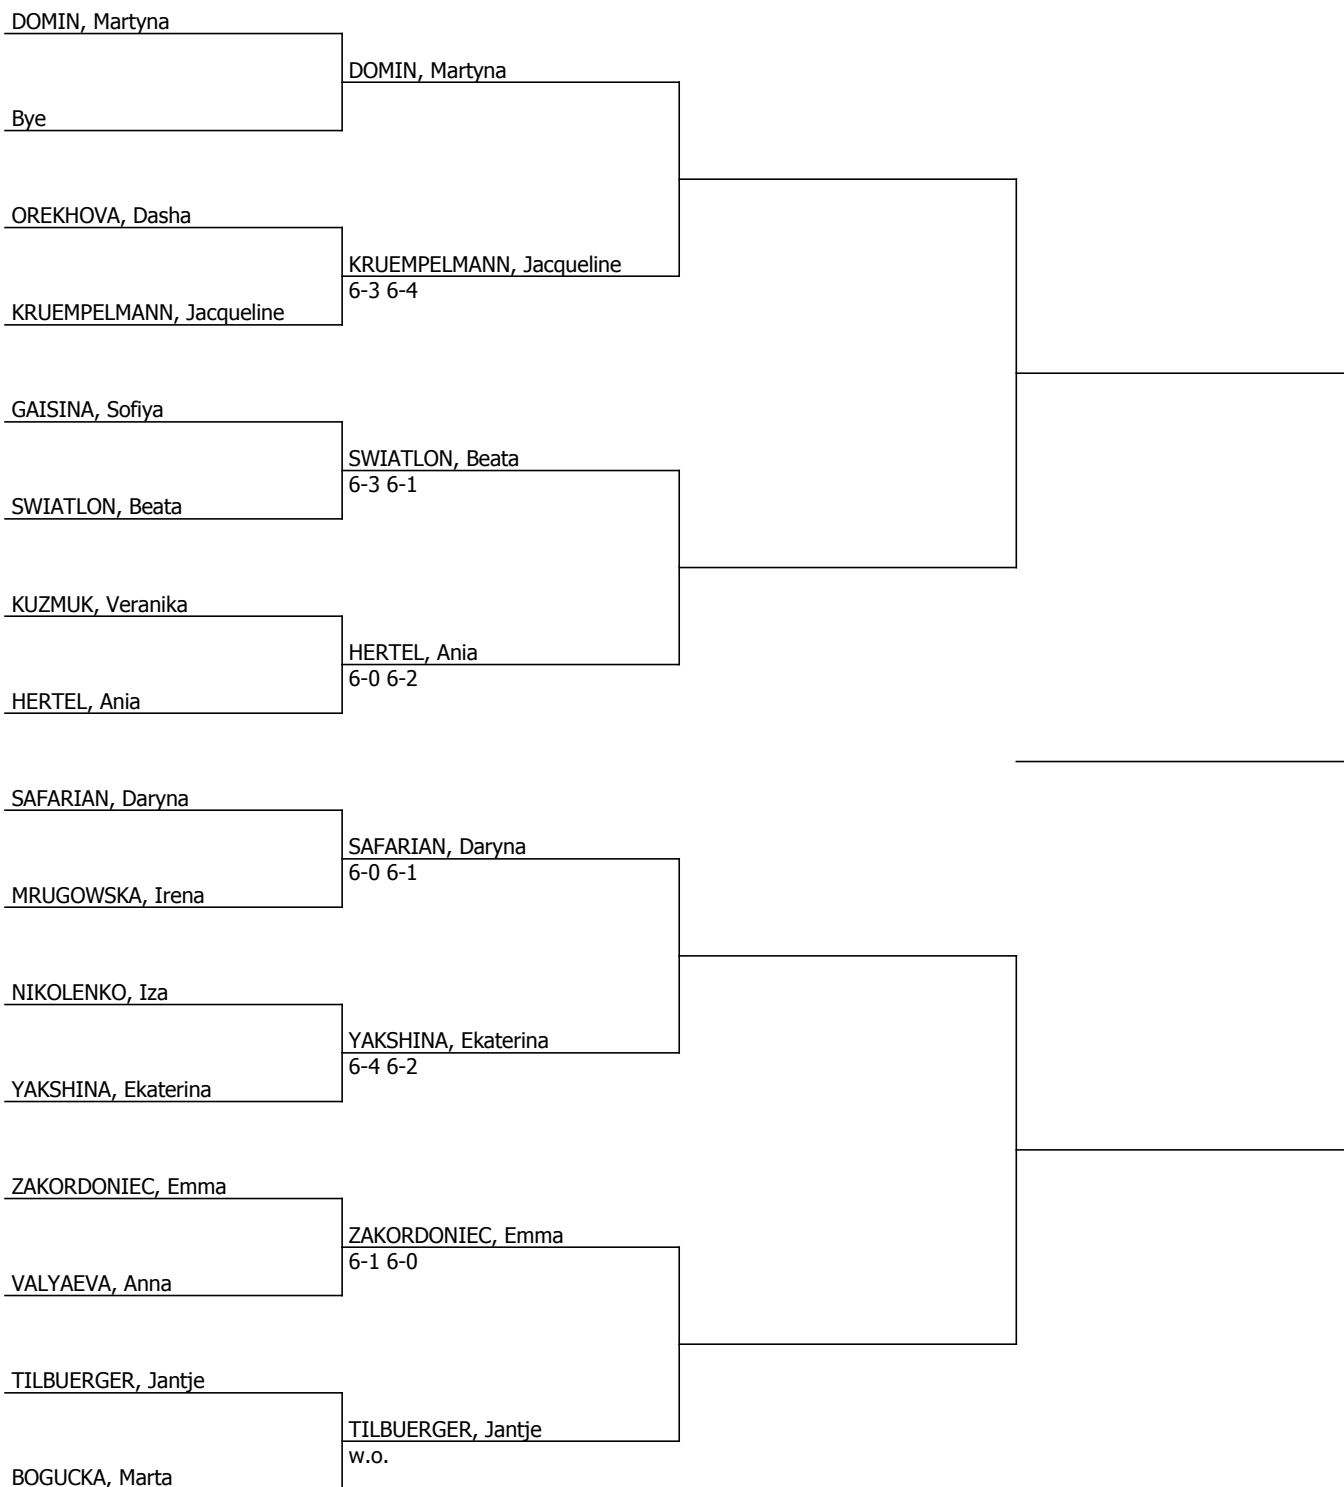 DOMIN, Martyna
DOMIN, Martyna
Bye
OREKHOVA, Dasha
KRUEMPELMANN, Jacqueline
6-3 6-4
KRUEMPELMANN, Jacqueline
GAISINA, Sofiya
SWIATLON, Beata
6-3 6-1
SWIATLON, Beata
KUZMUK, Veranika
HERTEL, Ania
6-0 6-2
HERTEL, Ania
SAFARIAN, Daryna
SAFARIAN, Daryna
6-0 6-1
MRUGOWSKA, Irena
NIKOLENKO, Iza
YAKSHINA, Ekaterina
6-4 6-2
YAKSHINA, Ekaterina
ZAKORDONIEC, Emma
ZAKORDONIEC, Emma
6-1 6-0
VALYAEVA, Anna
TILBUERGER, Jantje
TILBUERGER, Jantje
w.o.
BOGUCKA, Marta